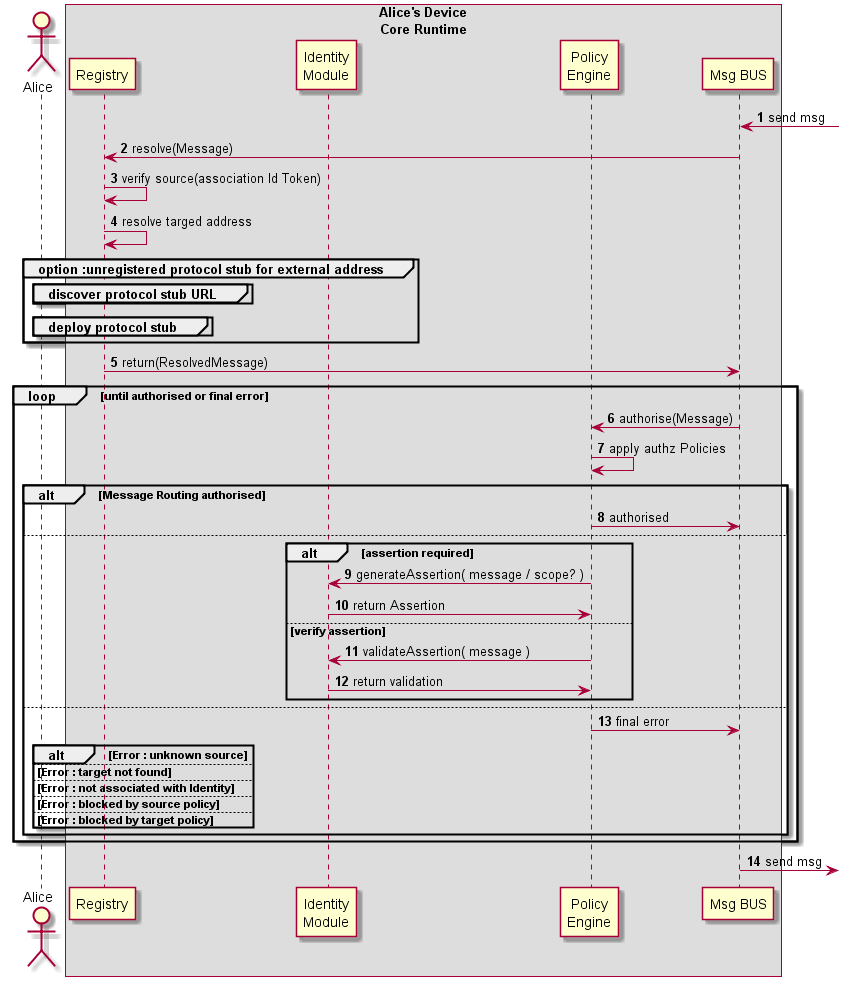 Alice's Device
Core Runtime
Alice
Registry
Identity
Module
Policy
Engine
Msg BUS
1 send msg
2 resolve(Message)
3 verify source(association Id Token)
4 resolve targed address
option :unregistered protocol stub for external address
discover protocol stub URL
deploy protocol stub
5 return(ResolvedMessage)
loop [until authorised or final error]
6 authorise(Message)
7 apply authz Policies
alt [Message Routing authorised]
8 authorised
alt [assertion required]
9 generateAssertion( message / scope? )
10 return Assertion
[verify assertion]
11 validateAssertion( message )
12 return validation
13 final error
alt [Error : unknown source]
[Error : target not found]
[Error : not associated with Identity]
[Error : blocked by source policy]
[Error : blocked by target policy]
14 send msg
Alice
Registry
Identity
Module
Policy
Engine
Msg BUS